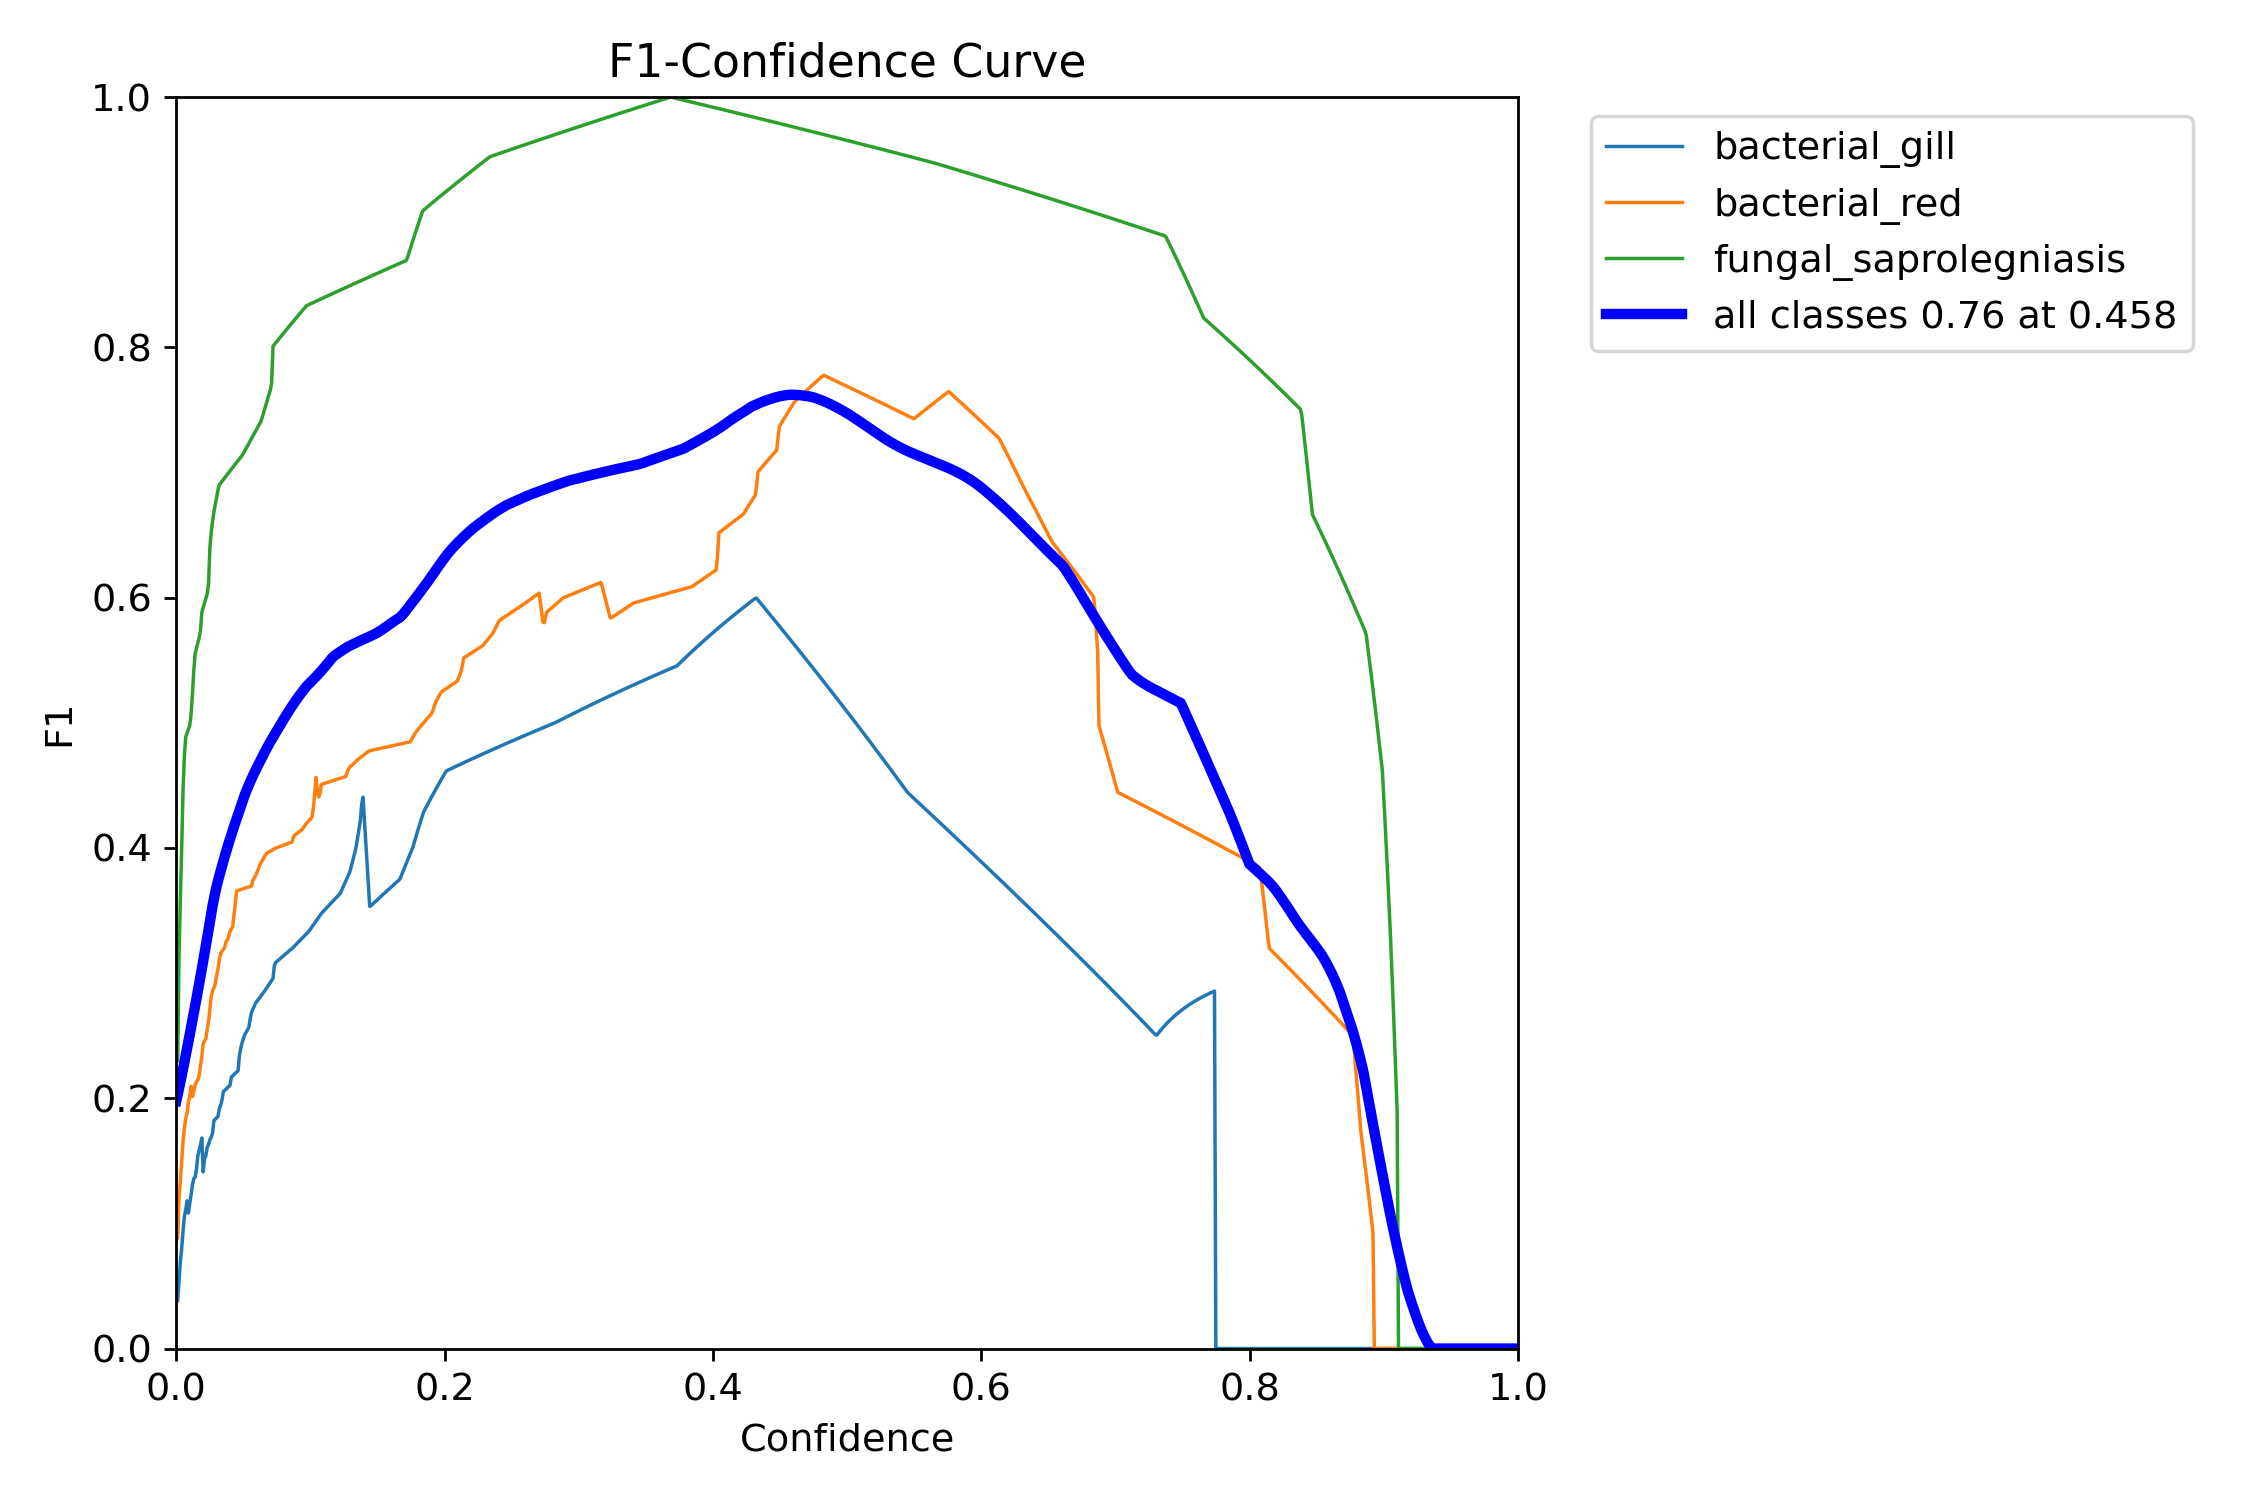 F1-Confidence Curve
1.0
0.8
0.6
0.4
0.2
0.0
F1
0.0 0.2 0.4 0.6 0.8 1.0
Confidence
bacterial_gill
bacterial_red
fungal_saprolegniasis
all classes 0.76 at 0.458